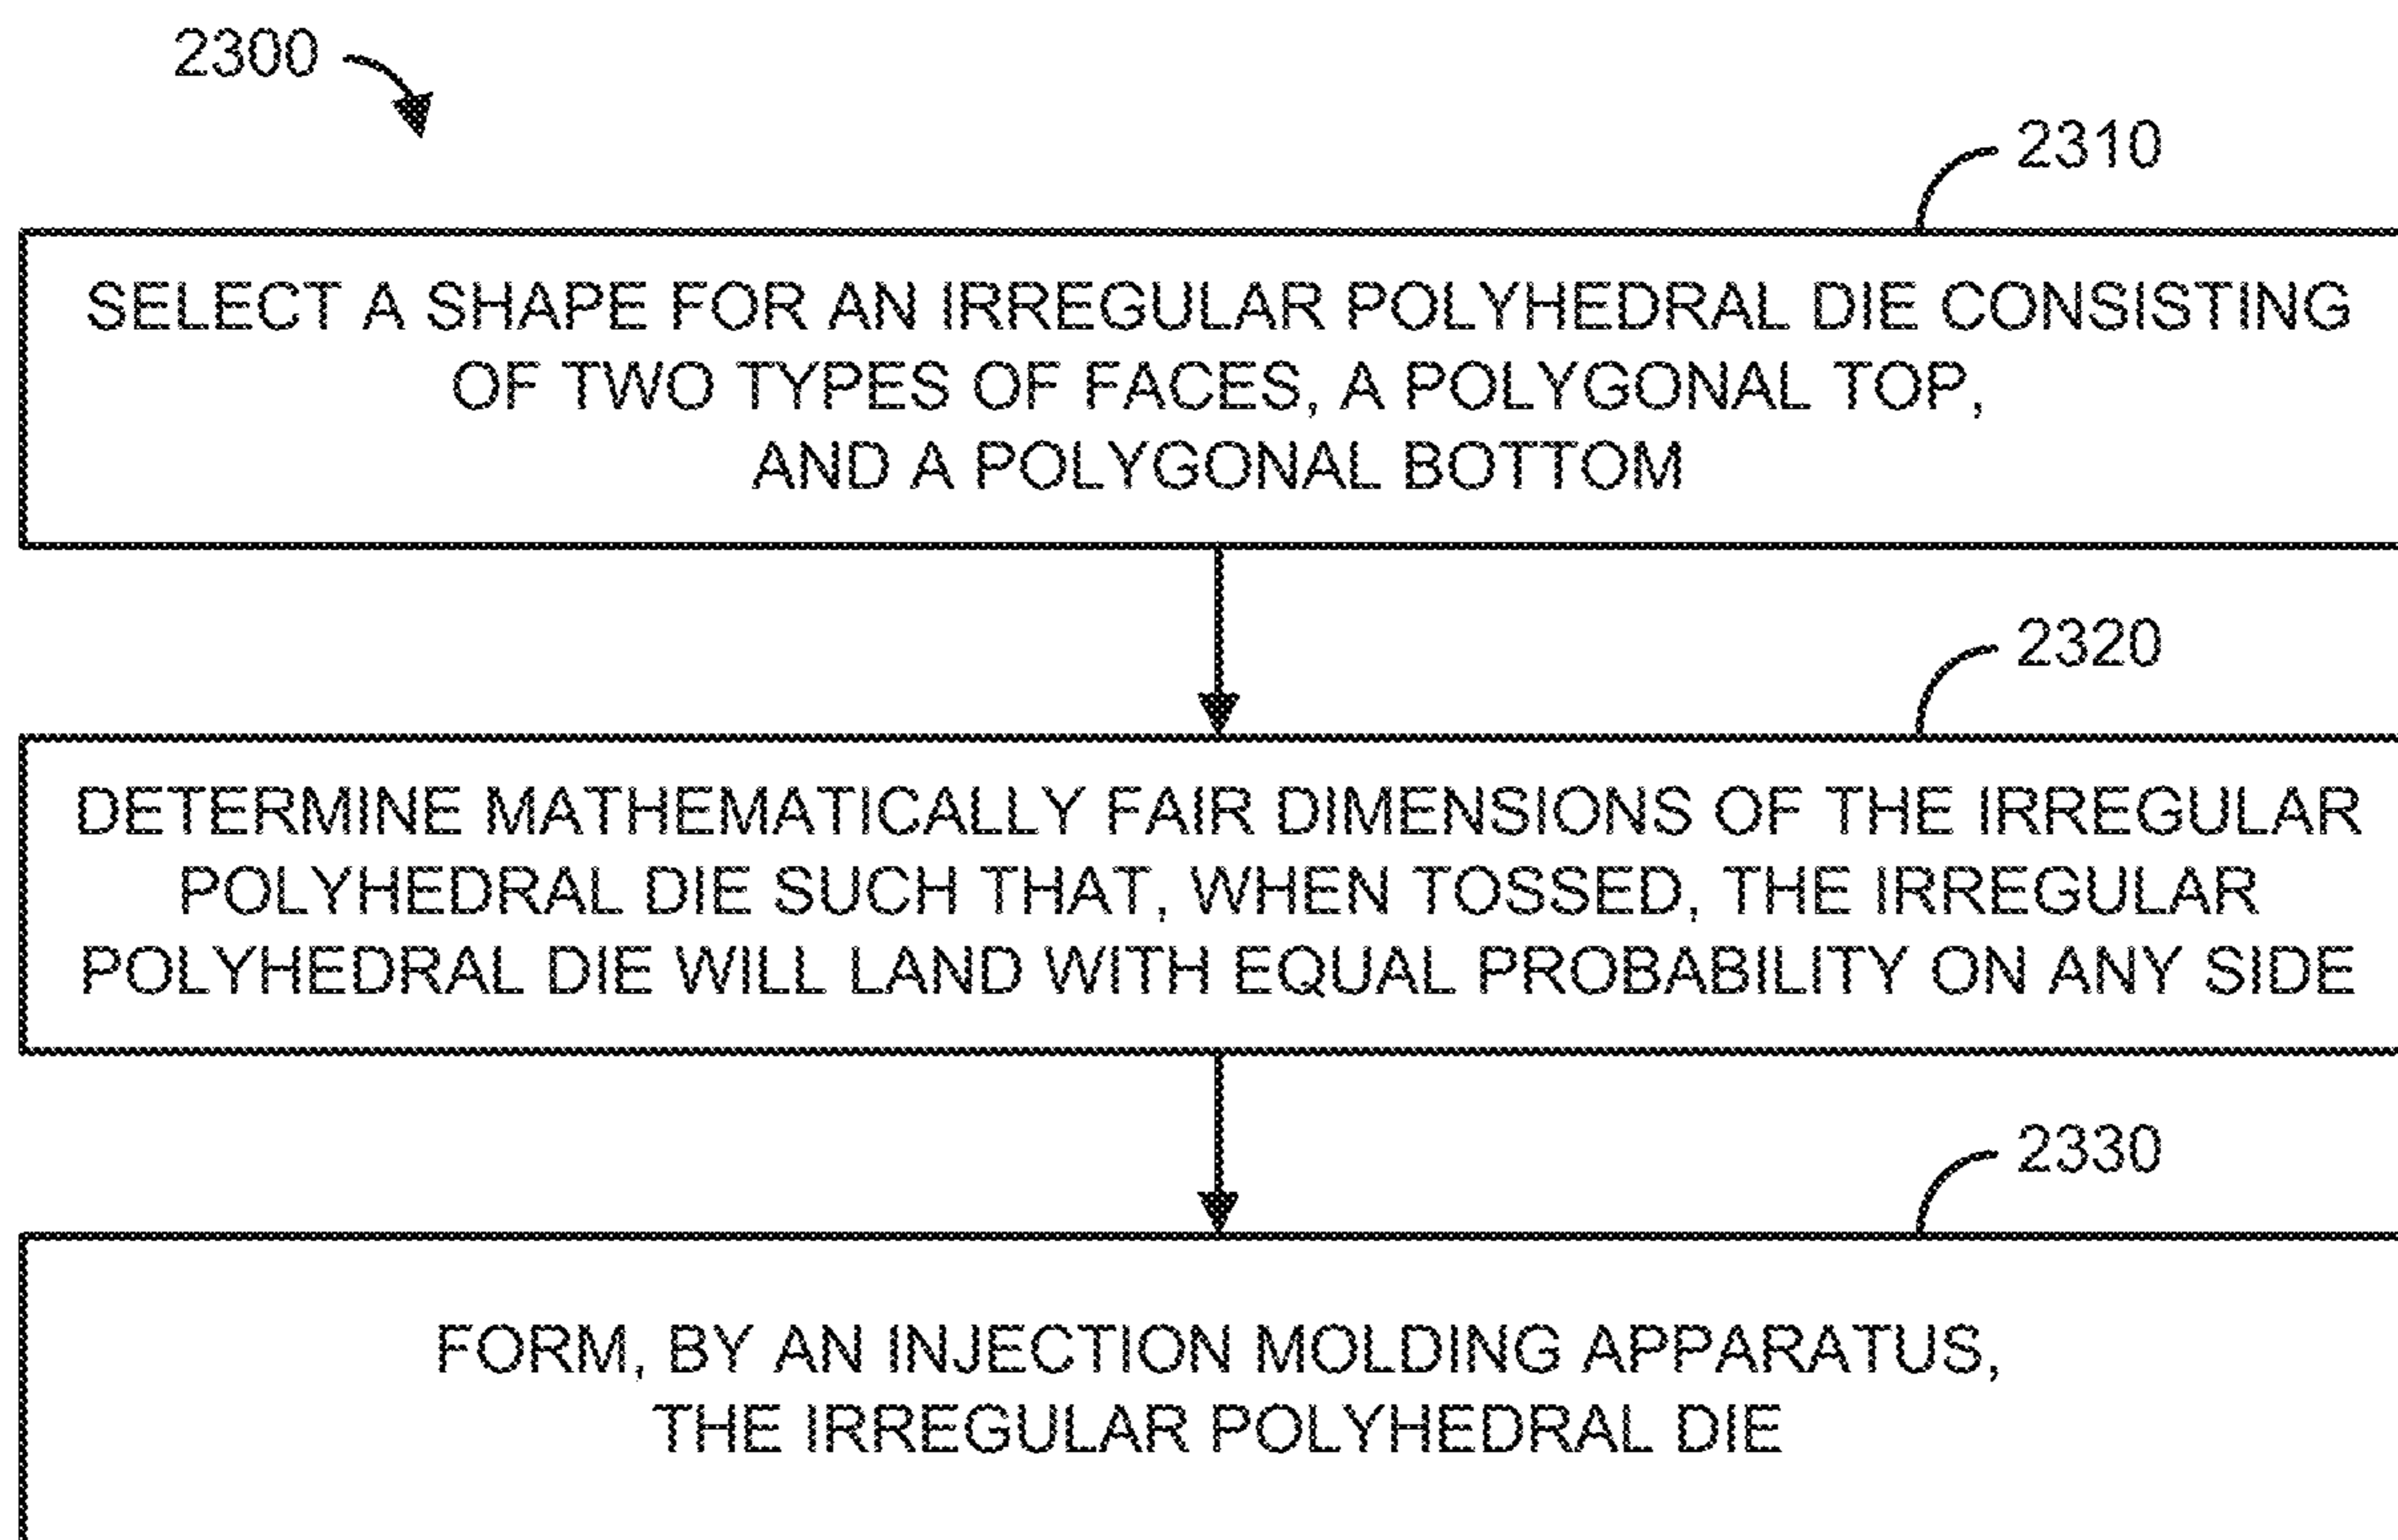 2300
2310
SELECT A SHAPE FOR AN IRREGULAR POLYHEDRAL DIE CONSISTING
OF TWO TYPES OF FACES, A POLYGONAL TOP,
AND A POLYGONAL BOTTOM
2320
DETERMINE MATHEMATICALLY FAIR DIMENSIONS OF THE IRREGULAR
POLYHEDRAL DIE SUCH THAT, WHEN TOSSED, THE IRREGULAR
POLYHEDRAL DIE WILL LAND WITH EQUAL PROBABILITY ON ANY SIDE
2330
FORM, BY AN INJECTION MOLDING APPARATUS,
THE IRREGULAR POLYHEDRAL DIE